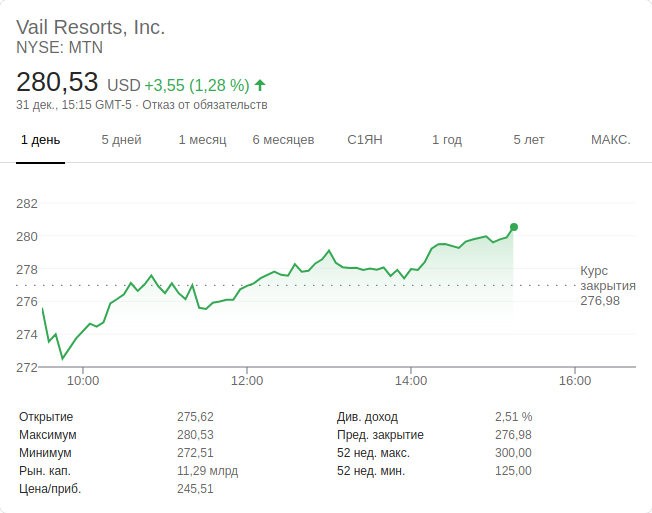 Vail Resorts, Inc.
NYSE: MTN
280,53 USD +3,55 (1,28 %)
31 дек., 15:15 GMT-5 · Отказ от обязательств
1 день 5 дней 1 месяц 6 месяцев С1ЯН 1 год 5 лет МАКС.
282
280
278
276
274
272
Курс
закрытия
276,98
10:00 12:00 14:00 16:00
Открытие 275,62 Див. доход 2,51 %
Максимум 280,53 Пред. закрытие 276,98
Минимум 272,51 52 нед. макс. 300,00
Рын. кап. 11,29 млрд 52 нед. мин. 125,00
Цена/приб. 245,51